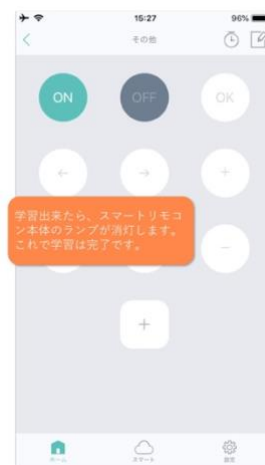 15:27
96%
その他
ON
OFF
OK
← → +
学習出来たら、スマートリモコ
ン本体のランプが消灯します。
これで学習は完了です。
−
+
ホーム
スマート
設定